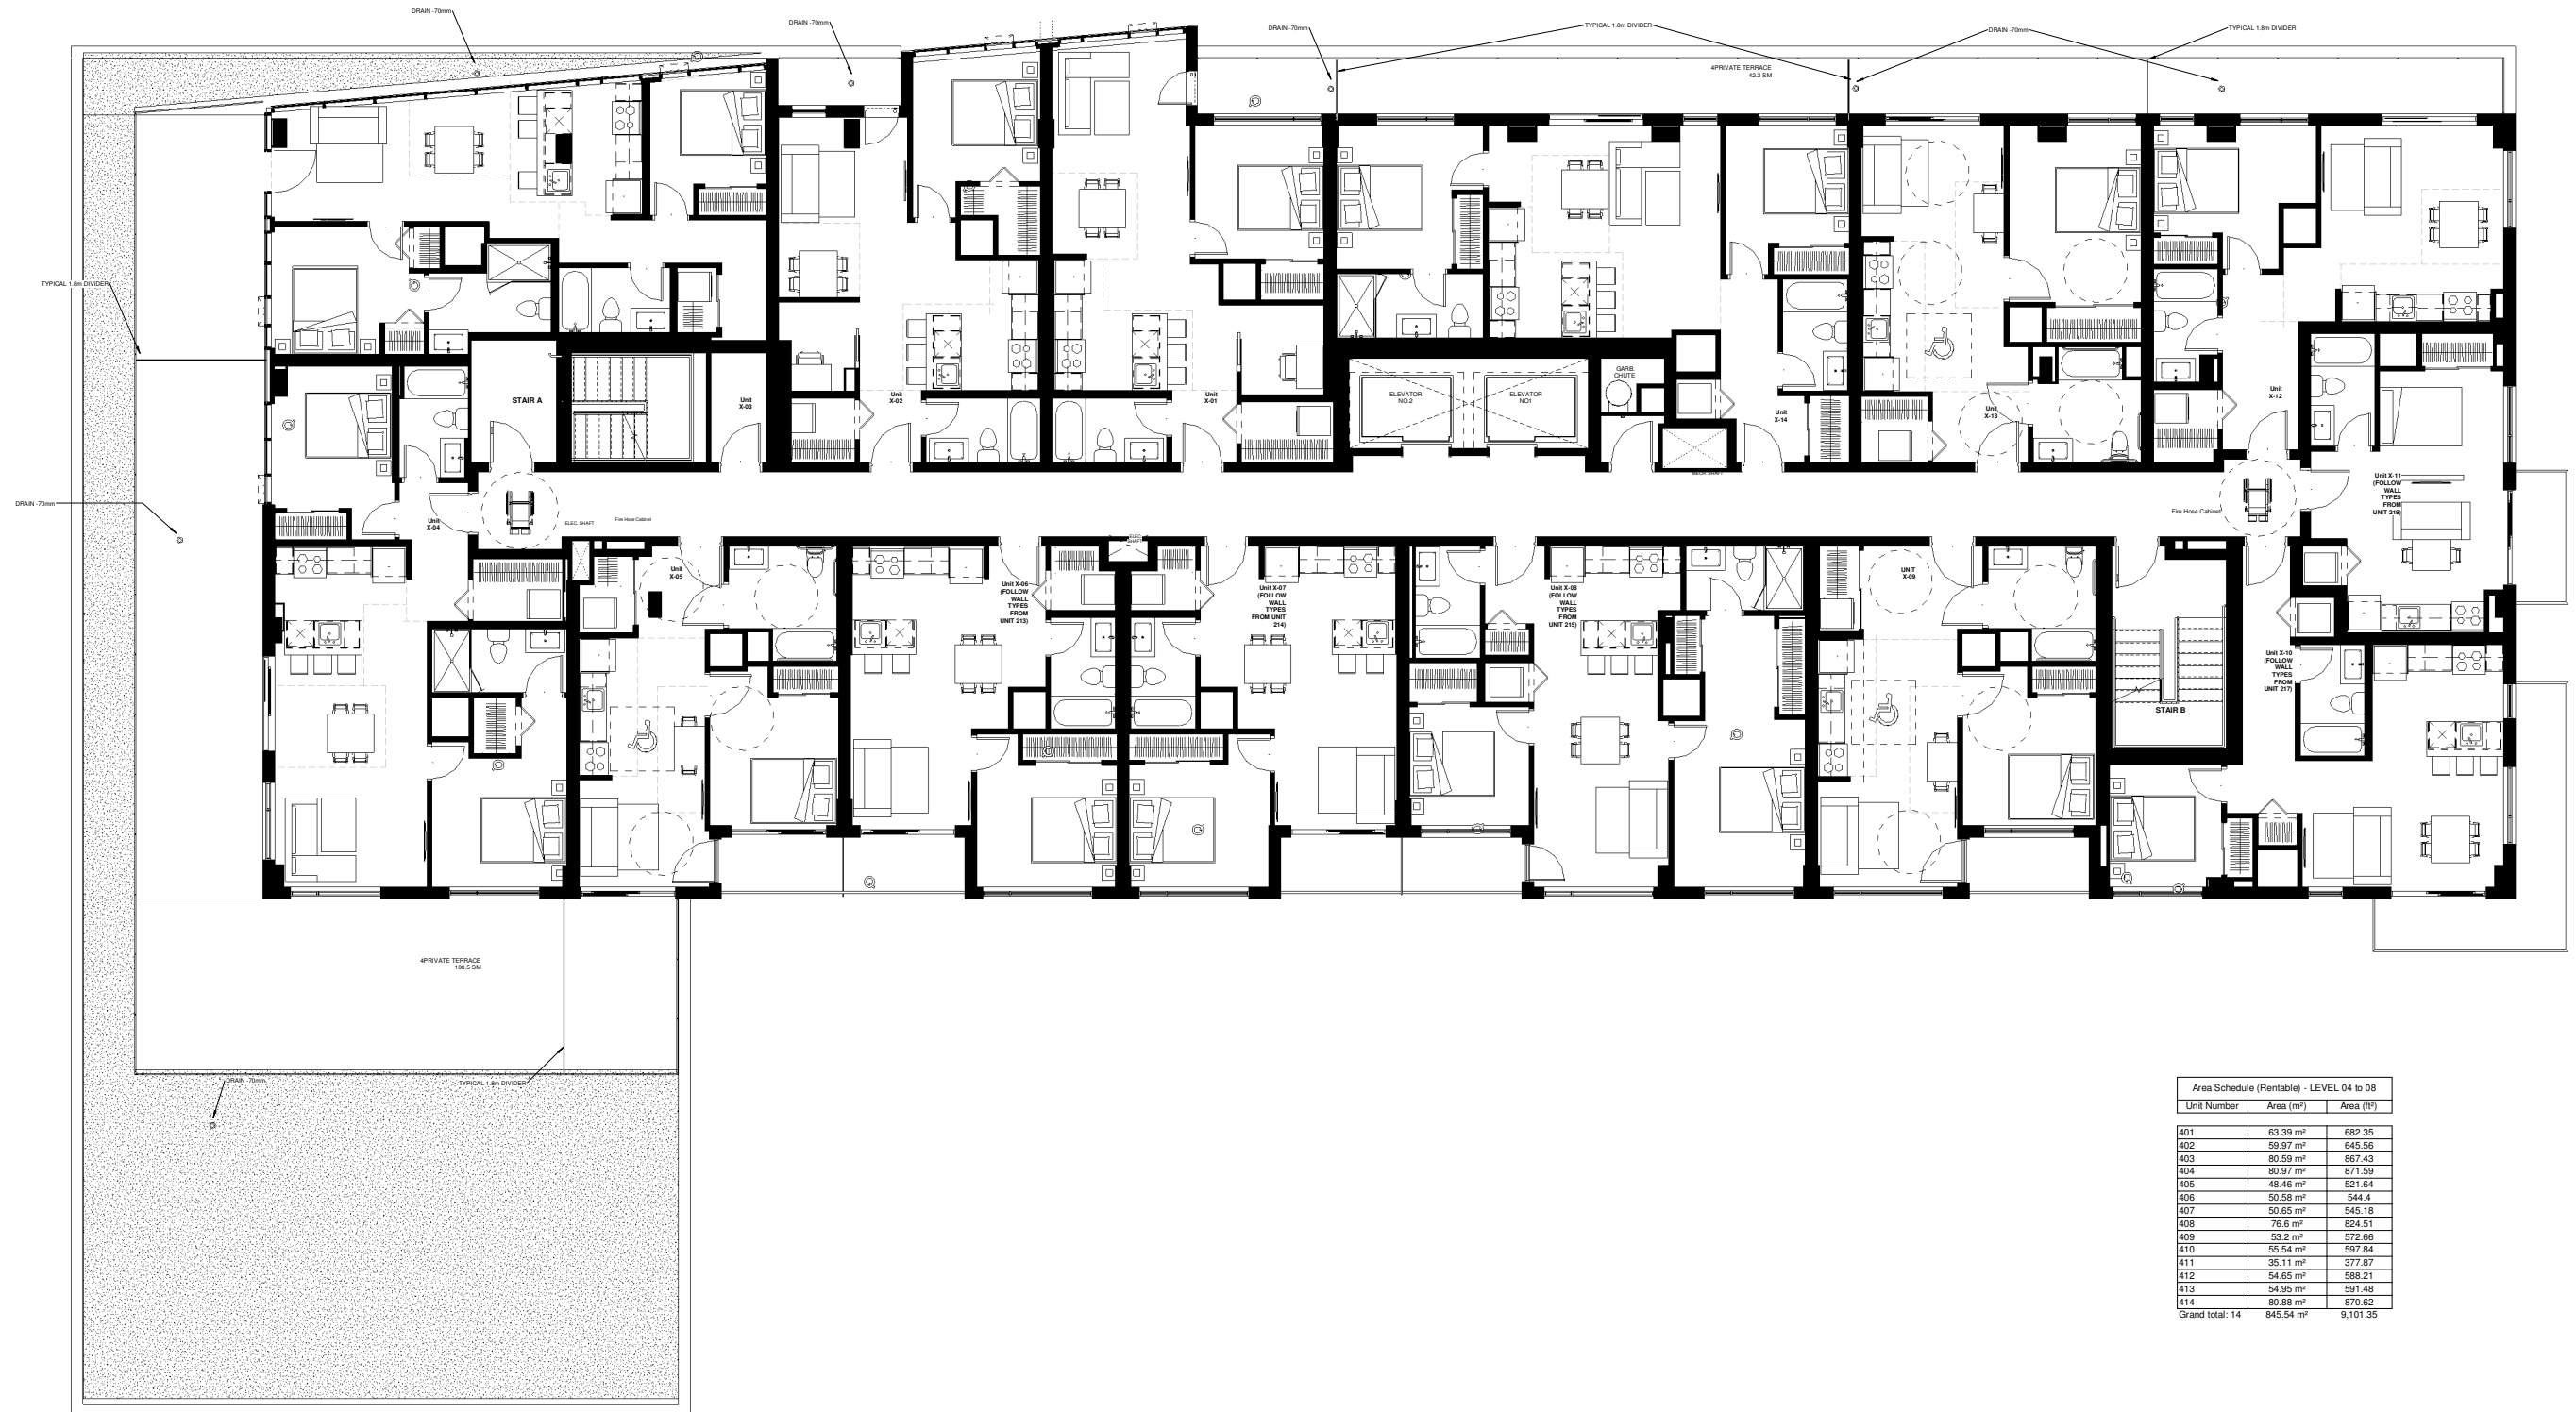 DRAIN -70mm
DRAIN -70mm
DRAIN -70mm
TYPICAL 1.8m DIVIDER
DRAIN -70mm
TYPICAL 1.8m DIVIDER
4PRIVATE TERRACE
42.3 SM
TYPICAL 1.8m DIVIDER
STAIR A
Unit
X-03
Unit
X-02
Unit
X-01
ELEVATOR
NO.2
ELEVATOR
NO1
GARB.
CHUTE
Unit
X-14
Unit
X-13
Unit
X-12
MECH. SHAFT
DRAIN -70mm
Unit
X-04
ELEC. SHAFT
Fire Hose Cabinet
Fire Hose Cabinet
Unit X-11
(FOLLOW
WALL
TYPES
FROM
UNIT 218)
ELEC.
SHAFT
Unit
X-05
Unit X-06
(FOLLOW
WALL
TYPES
FROM
UNIT 213)
Unit X-07
(FOLLOW
WALL
TYPES
FROM UNIT
214)
Unit X-08
(FOLLOW
WALL
TYPES
FROM
UNIT 215)
UNIT
X-09
Unit X-10
(FOLLOW
WALL
TYPES
FROM
UNIT 217)
STAIR B
4PRIVATE TERRACE
108.5 SM
DRAIN -70mm
TYPICAL 1.8m DIVIDER
Area Schedule (Rentable) - LEVEL 04 to 08
Unit Number Area (m²) Area (ft²)
401 63.39 m² 682.35
402 59.97 m² 645.56
403 80.59 m² 867.43
404 80.97 m² 871.59
405 48.46 m² 521.64
406 50.58 m² 544.4
407 50.65 m² 545.18
408 76.6 m² 824.51
409 53.2 m² 572.66
410 55.54 m² 597.84
411 35.11 m² 377.87
412 54.65 m² 588.21
413 54.95 m² 591.48
414 80.88 m² 870.62
Grand total: 14 845.54 m² 9,101.35